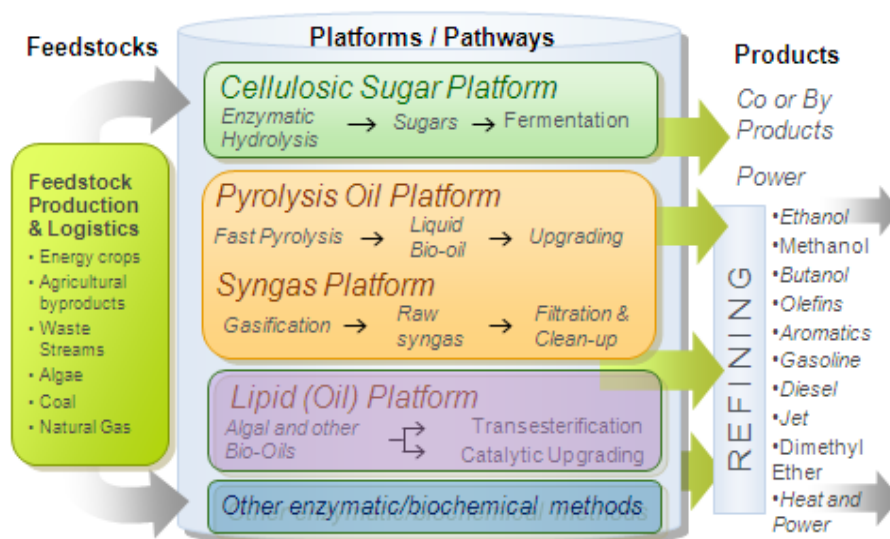 Feedstocks
Platforms / Pathways
Products
Feedstock
Production
& Logistics
• Energy crops
• Agricultural
byproducts
• Waste
Streams
• Algae
• Coal
• Natural Gas
Cellulosic Sugar Platform
Enzymatic
Hydrolysis → Sugars → Fermentation
Pyrolysis Oil Platform
Fast Pyrolysis → Liquid
Bio-oil → Upgrading
Syngas Platform
Gasification → Raw
syngas → Filtration &
Clean-up
Lipid (Oil) Platform
Algal and other
Bio-Oils
Transesterification
Catalytic Upgrading
Other enzymatic/biochemical methods
Co or By
Products
Power
REFINING
•Ethanol
•Methanol
•Butanol
•Olefins
•Aromatics
•Gasoline
•Diesel
•Jet
•Dimethyl
Ether
•Heat and
Power